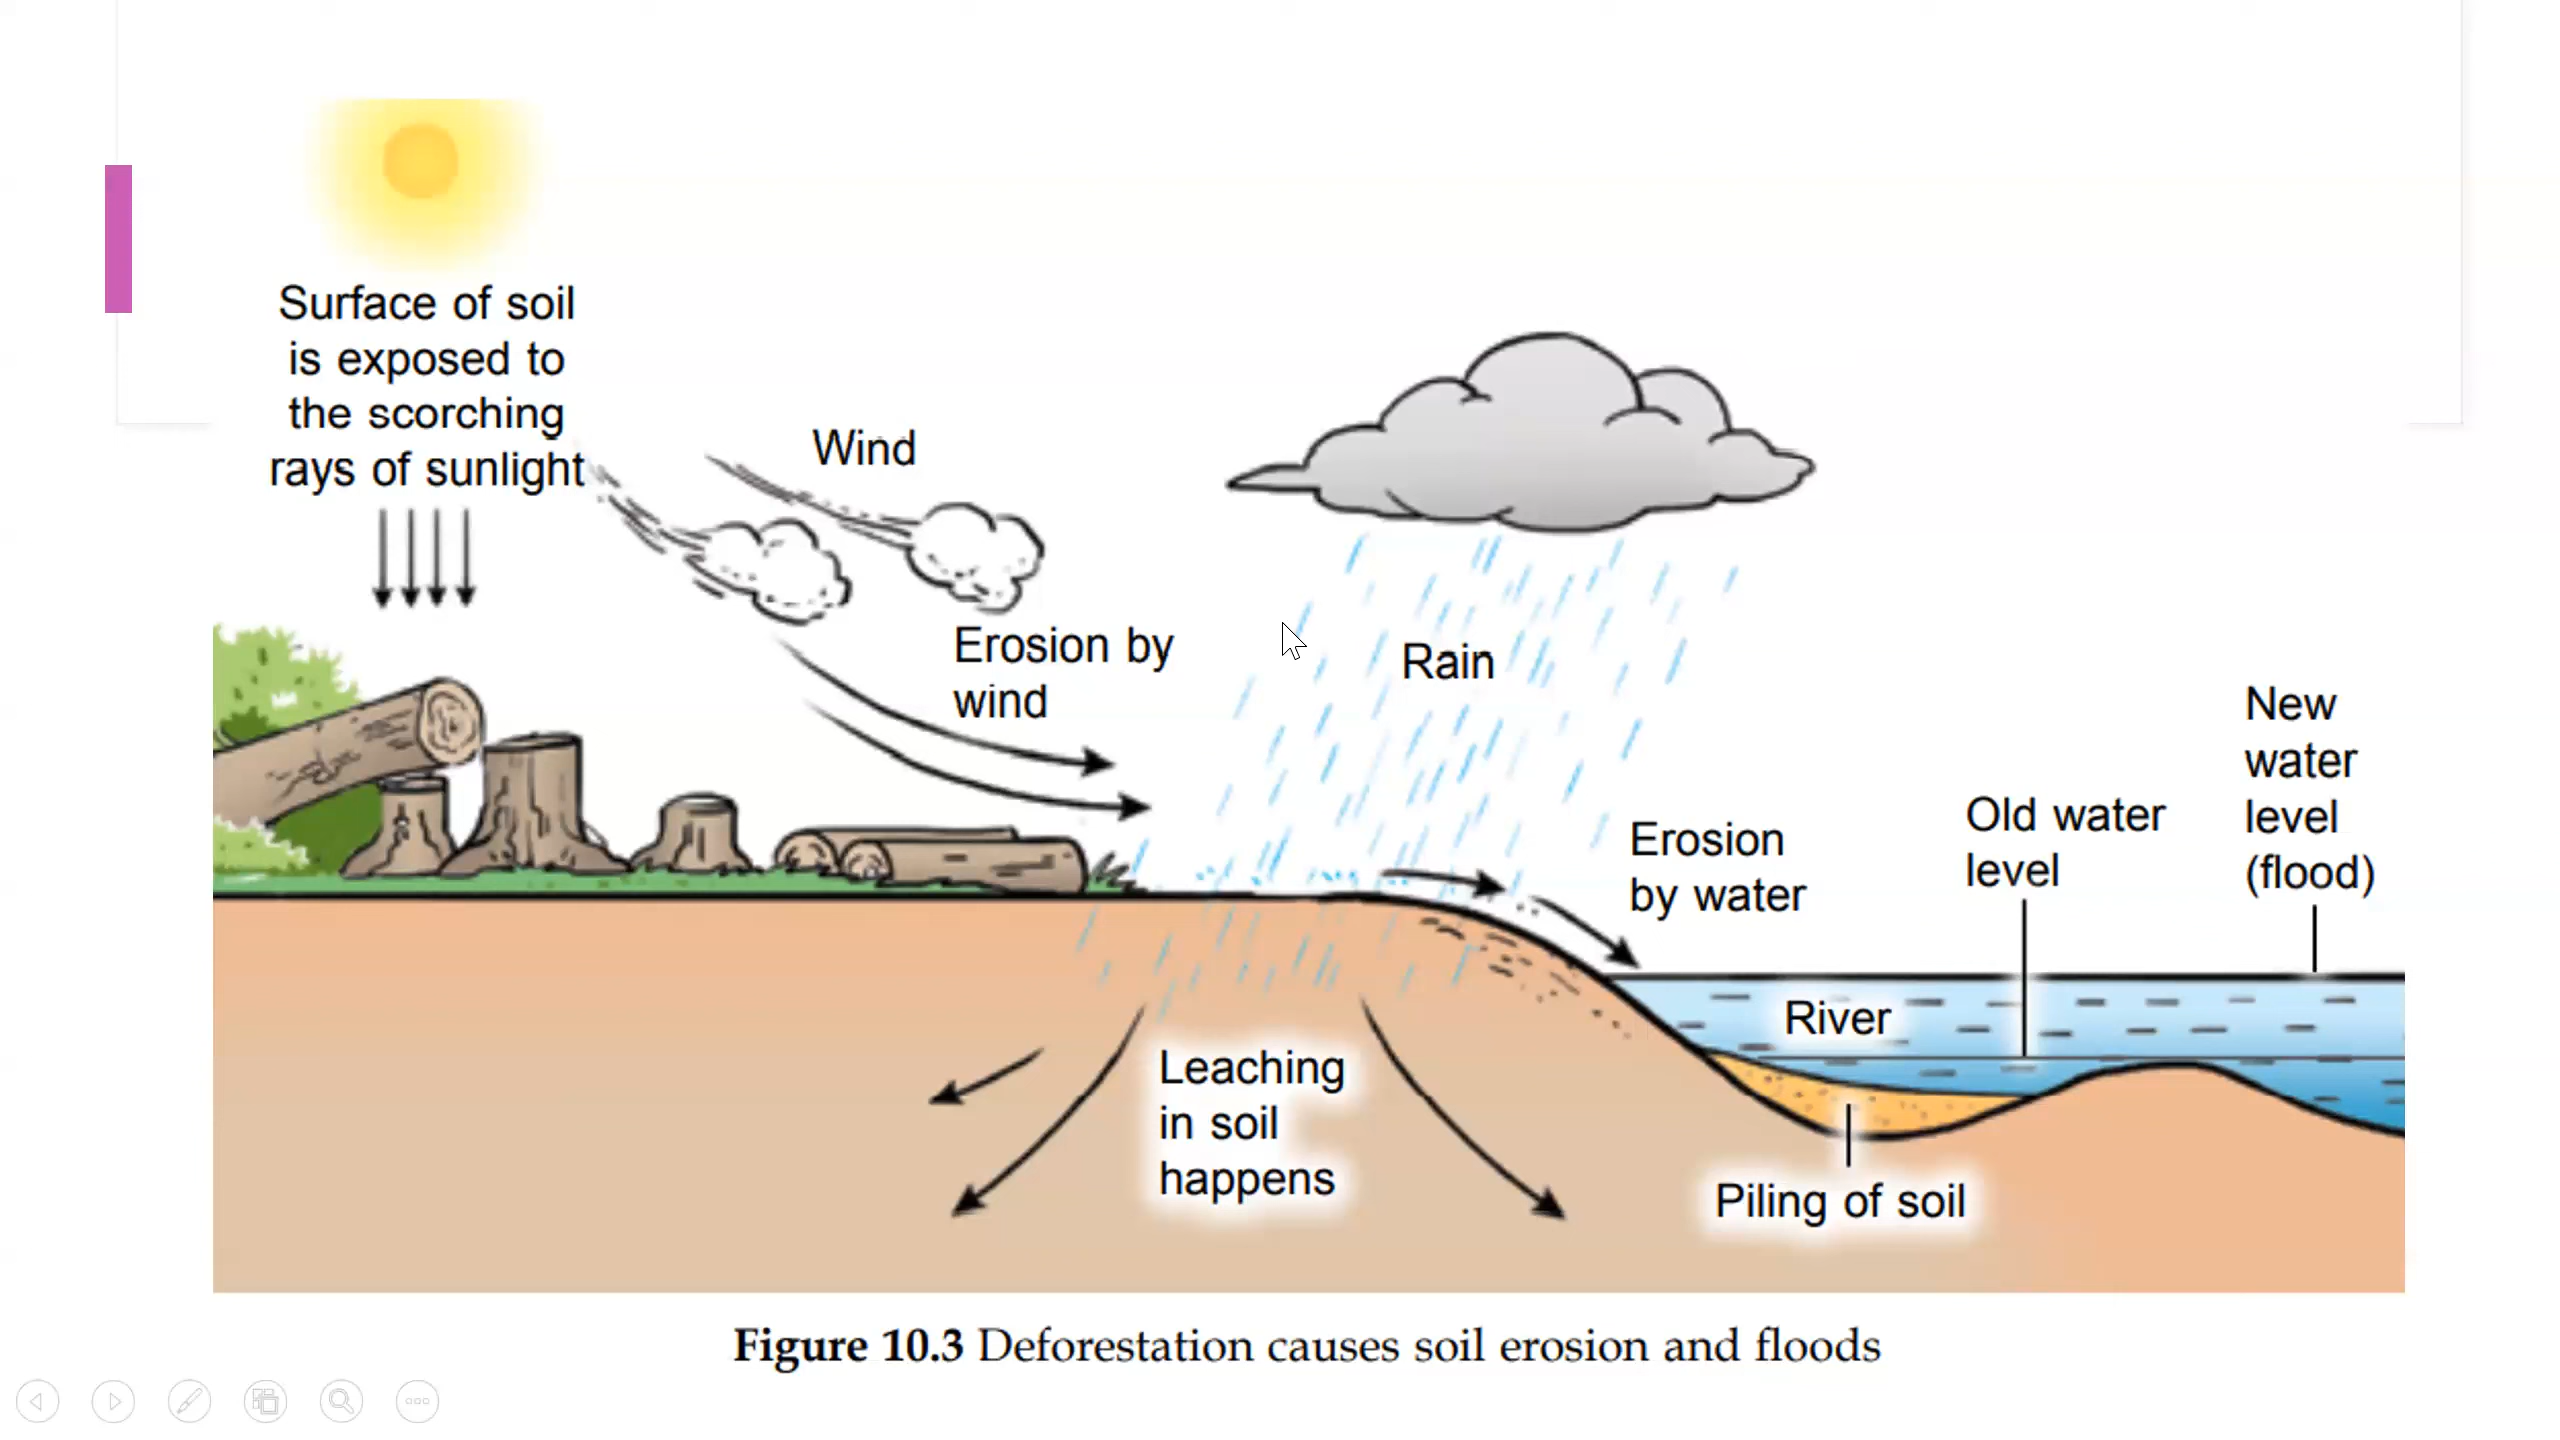 Surface of soil
is exposed to
the scorching
rays of sunlight
Wind
Erosion by
wind
Rain
Erosion
by water
Old water
level
New
water
level
(flood)
River
Leaching
in soil
happens
Piling of soil
Figure 10.3 Deforestation causes soil erosion and floods